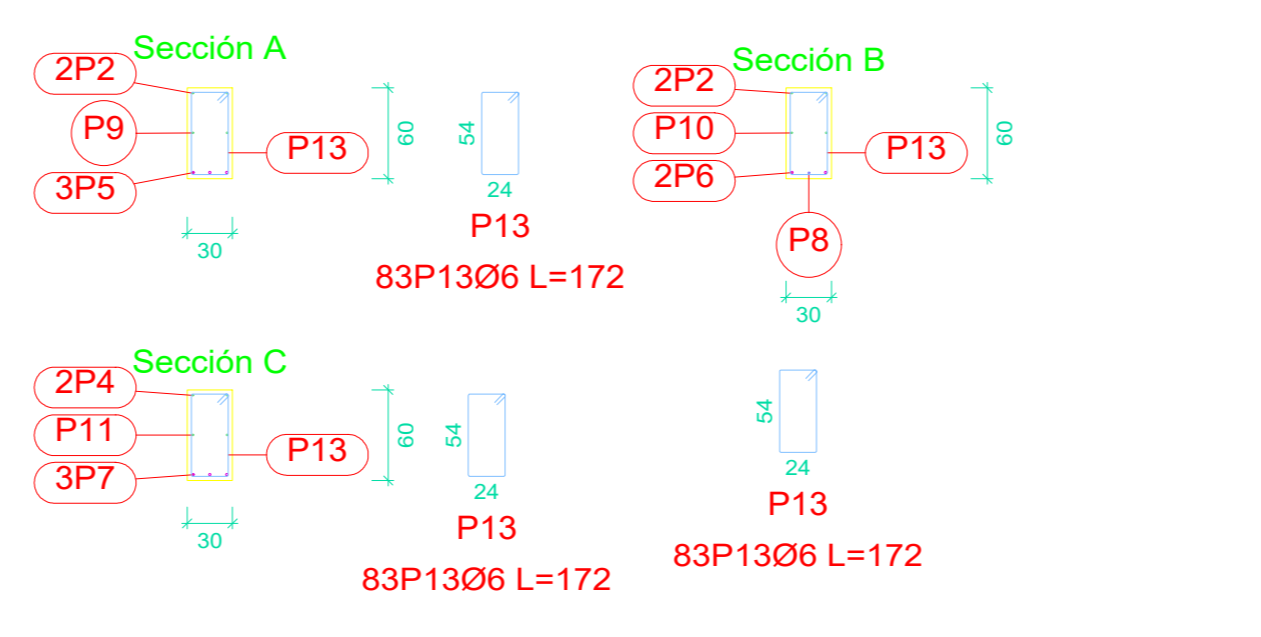 Sección A
2P2
P9
3P5
P13
60
30
54
24
P13
83P13Ø6 L=172
Sección B
2P2
P10
2P6
P13
P8
60
30
Sección C
2P4
P11
3P7
P13
60
30
54
24
P13
83P13Ø6 L=172
54
24
P13
83P13Ø6 L=172